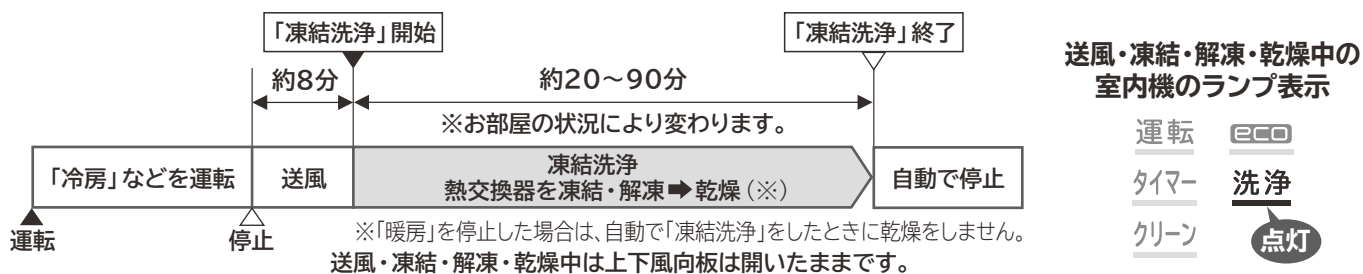 「凍結洗浄」開始
「凍結洗浄」終了
約8分
約20～90分
※お部屋の状況により変わります。
「冷房」などを運転
送風
凍結洗浄
熱交換器を凍結・解凍➡乾燥(※)
自動で停止
運転
停止
※「暖房」を停止した場合は、自動で「凍結洗浄」をしたときに乾燥をしません。
送風・凍結・解凍・乾燥中は上下風向板は開いたままです。
送風・凍結・解凍・乾燥中の
室内機のランプ表示
運転 eco
タイマー 洗浄
クリーン 点灯